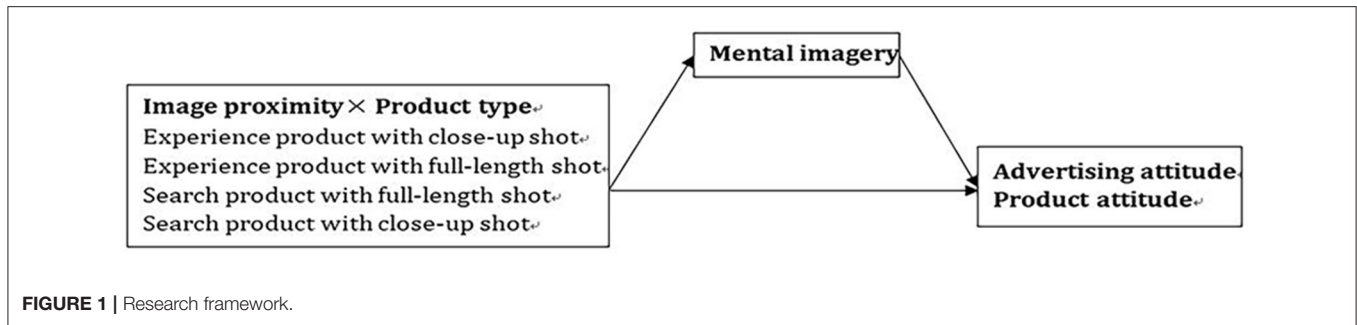 Mental imagery
Image proximity× Product type↵
Experience product with close-up shot↵
Experience product with full-length shot↵
Search product with full-length shot↵
Search product with close-up shot↵
Advertising attitude↵
Product attitude↵
FIGURE 1 | Research framework.